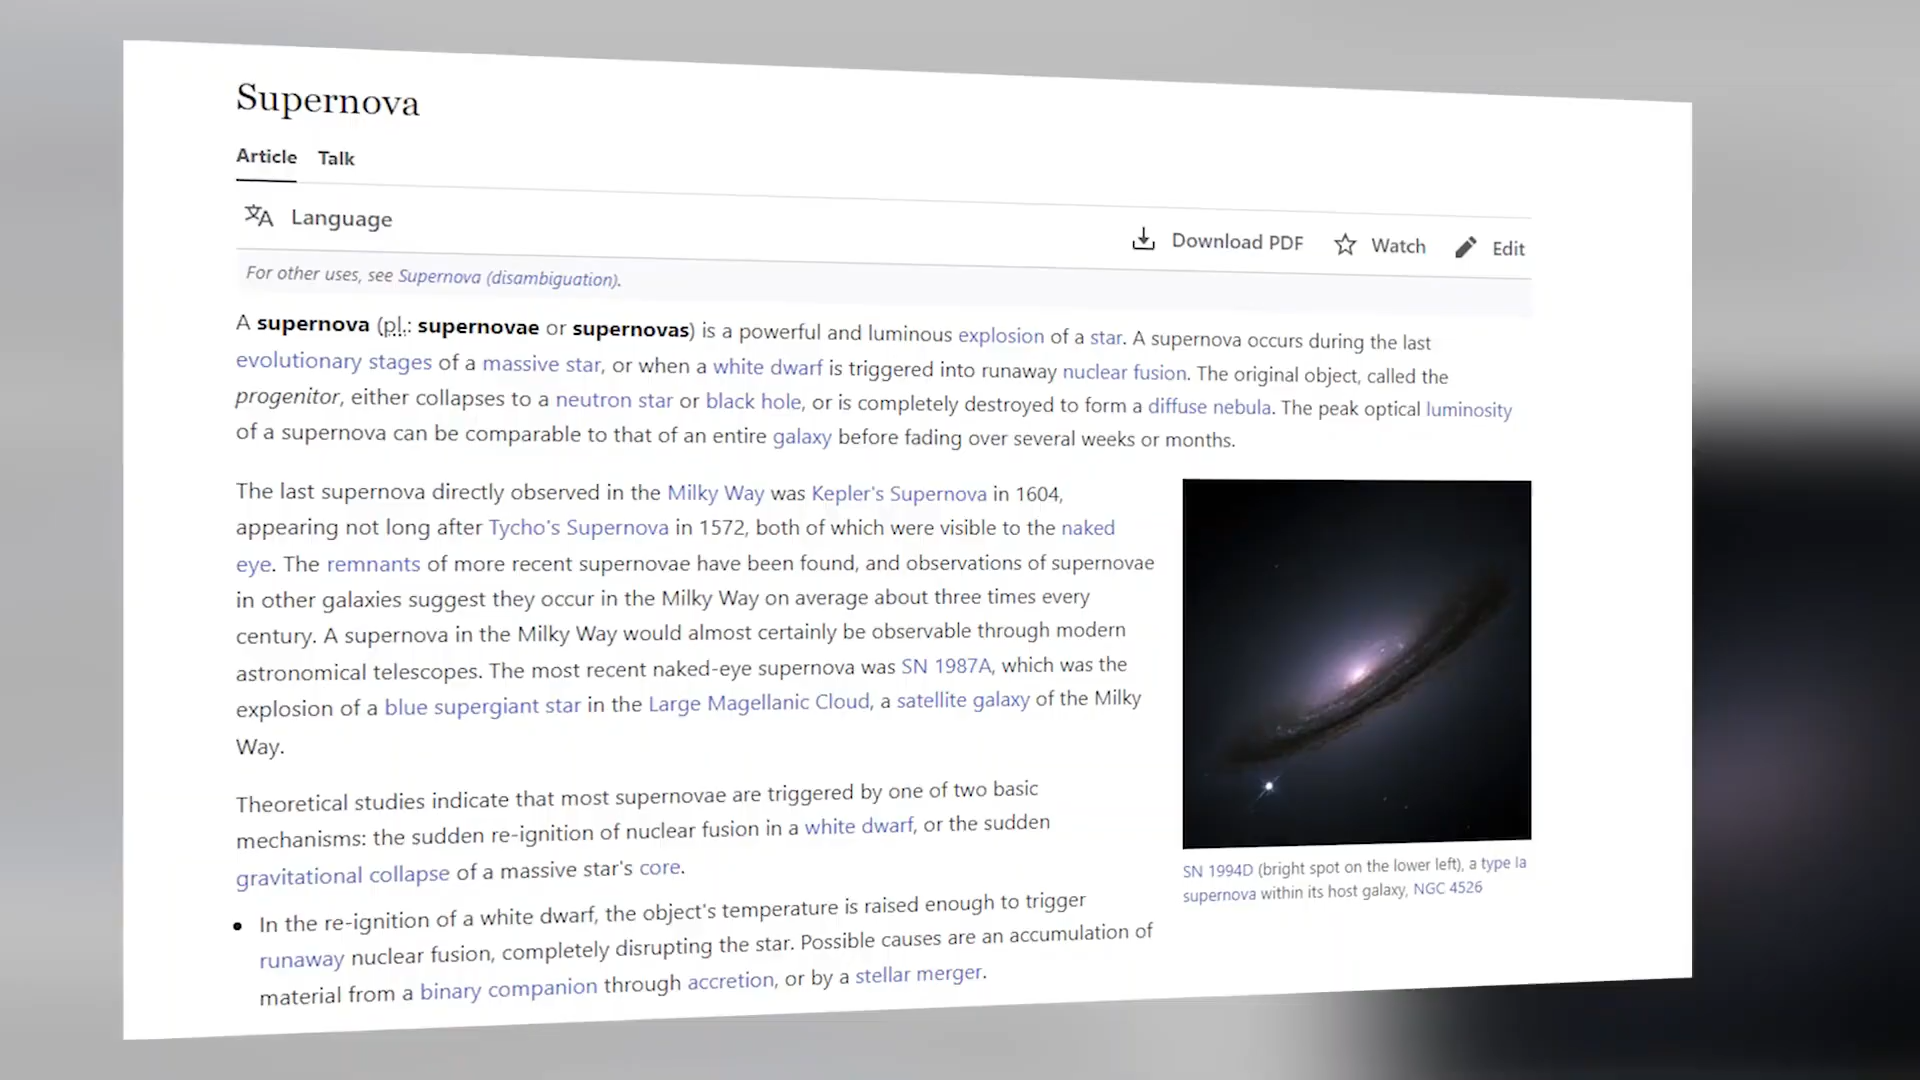 Supernova
Article Talk
Language
Download PDF Watch Edit
For other uses, see Supernova (disambiguation).
A supernova (pl.: supernovae or supernovas) is a powerful and luminous explosion of a star. A supernova occurs during the last
evolutionary stages of a massive star, or when a white dwarf is triggered into runaway nuclear fusion. The original object, called the
progenitor, either collapses to a neutron star or black hole, or is completely destroyed to form a diffuse nebula. The peak optical luminosity
of a supernova can be comparable to that of an entire galaxy before fading over several weeks or months.
The last supernova directly observed in the Milky Way was Kepler's Supernova in 1604,
appearing not long after Tycho's Supernova in 1572, both of which were visible to the naked
eye. The remnants of more recent supernovae have been found, and observations of supernovae
in other galaxies suggest they occur in the Milky Way on average about three times every
century. A supernova in the Milky Way would almost certainly be observable through modern
astronomical telescopes. The most recent naked-eye supernova was SN 1987A, which was the
explosion of a blue supergiant star in the Large Magellanic Cloud, a satellite galaxy of the Milky
Way.
Theoretical studies indicate that most supernovae are triggered by one of two basic
mechanisms: the sudden re-ignition of nuclear fusion in a white dwarf, or the sudden
gravitational collapse of a massive star's core.
In the re-ignition of a white dwarf, the object's temperature is raised enough to trigger
runaway nuclear fusion, completely disrupting the star. Possible causes are an accumulation of
material from a binary companion through accretion, or by a stellar merger.
SN 1994D (bright spot on the lower left), a type Ia
supernova within its host galaxy, NGC 4526